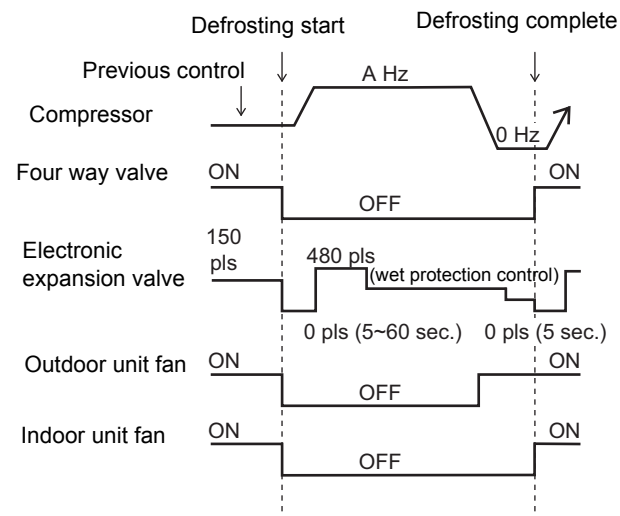 Defrosting start
Defrosting complete
Previous control
A Hz
Compressor
0 Hz
Four way valve
ON
ON
OFF
Electronic
expansion valve
150
pls
480 pls
(wet protection control)
0 pls (5~60 sec.)
0 pls (5 sec.)
Outdoor unit fan
ON
ON
OFF
Indoor unit fan
ON
ON
OFF